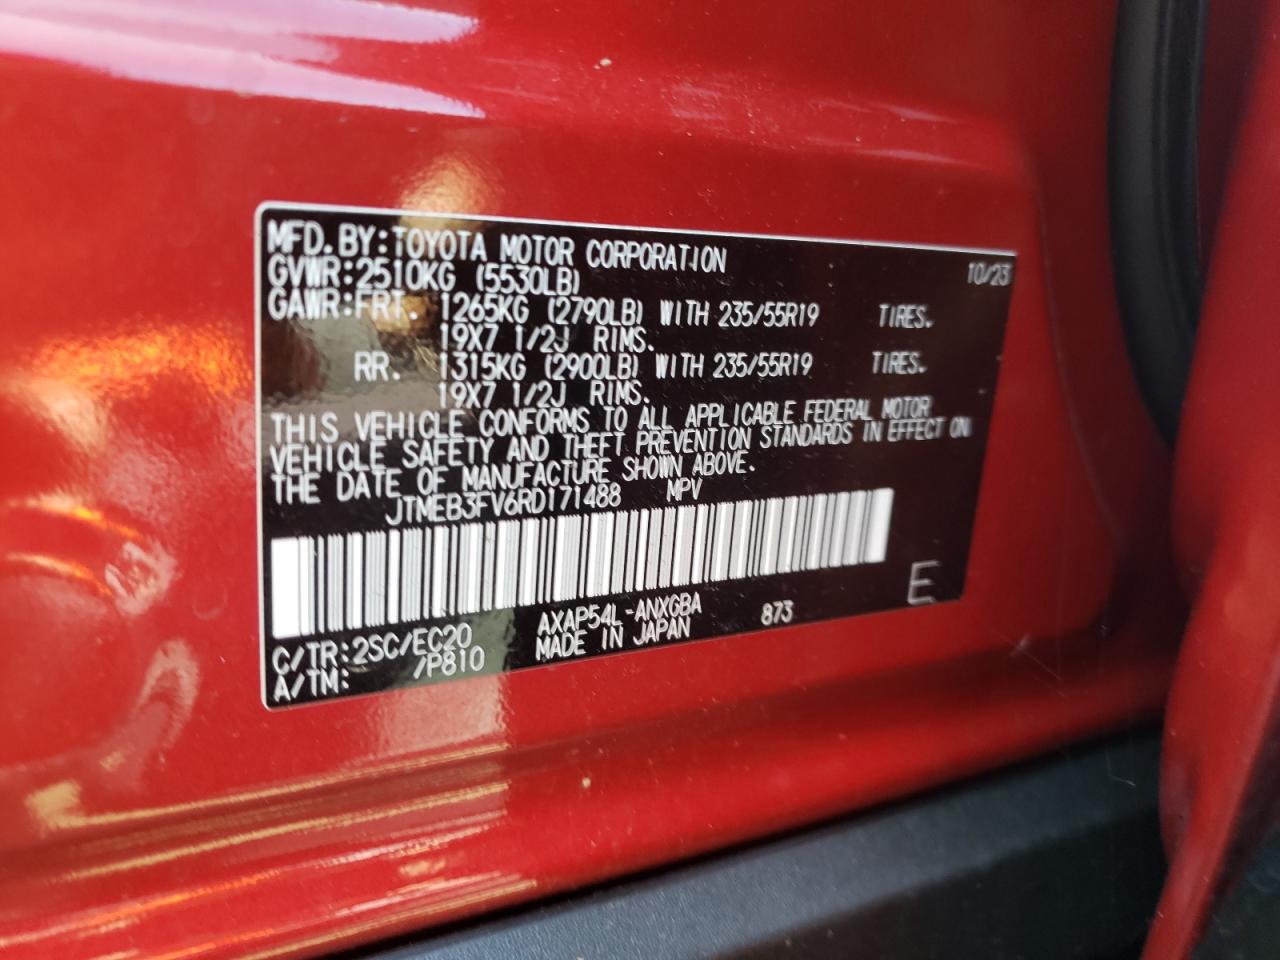 MFD.BY:TOYOTA MOTOR CORPORATION 10/23
GVWR:2510KG (5530LB)
GAWR:FRT. 1265KG (2790LB) WITH 235/55R19 TIRES.
19X7 1/2J RIMS.
RR. 1315KG (2900LB) WITH 235/55R19 TIRES.
19X7 1/2J RIMS.
THIS VEHICLE CONFORMS TO ALL APPLICABLE FEDERAL MOTOR
VEHICLE SAFETY AND THEFT PREVENTION STANDARDS IN EFFECT ON
THE DATE OF MANUFACTURE SHOWN ABOVE.
JTMEB3FV6RD171488 MPV
E
C/TR:2SC/EC20 AXAP54L-ANXGBA 873
A/TM: /P810 MADE IN JAPAN